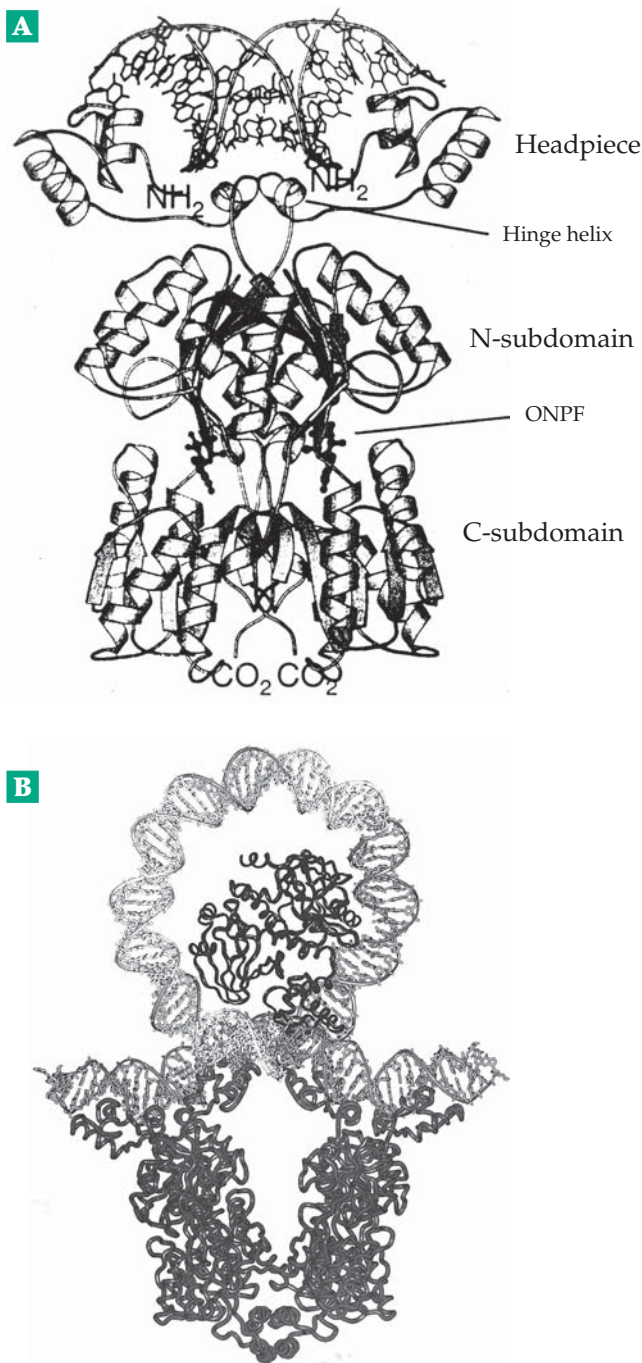 A
Headpiece
NH2
NH2
Hinge helix
N-subdomain
ONPF
C-subdomain
CO2 CO2
B